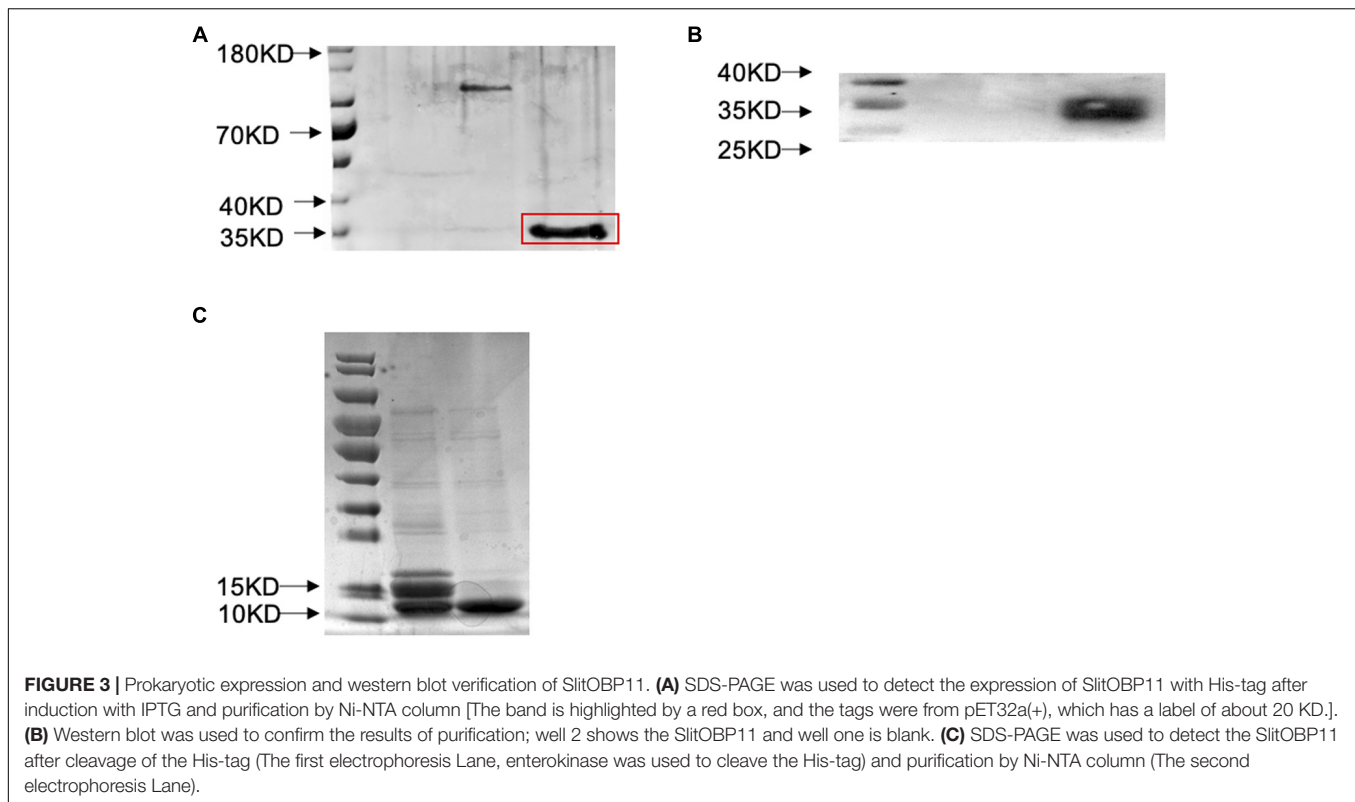 A
180KD
70KD
40KD
35KD
B
40KD
35KD
25KD
C
15KD
10KD
FIGURE 3 | Prokaryotic expression and western blot verification of SlitOBP11. (A) SDS-PAGE was used to detect the expression of SlitOBP11 with His-tag after
induction with IPTG and purification by Ni-NTA column [The band is highlighted by a red box, and the tags were from pET32a(+), which has a label of about 20 KD.].
(B) Western blot was used to confirm the results of purification; well 2 shows the SlitOBP11 and well one is blank. (C) SDS-PAGE was used to detect the SlitOBP11
after cleavage of the His-tag (The first electrophoresis Lane, enterokinase was used to cleave the His-tag) and purification by Ni-NTA column (The second
electrophoresis Lane).